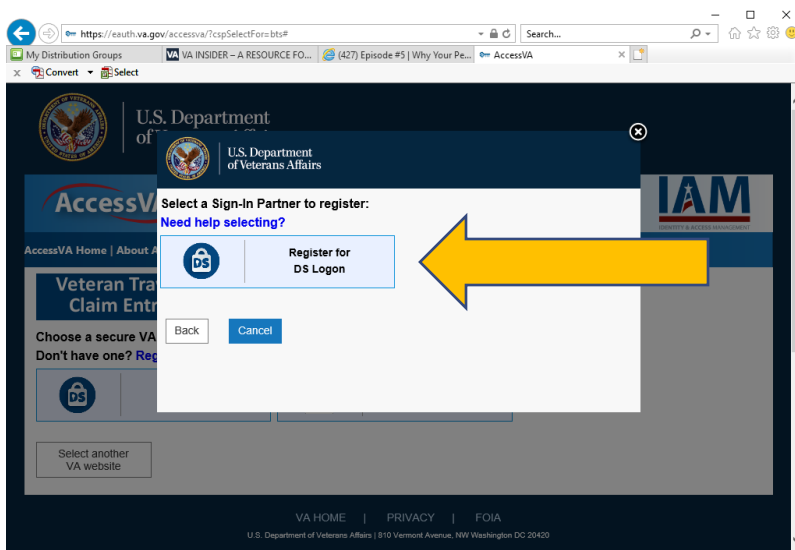 https://eauth.va.gov/accessva/?cspSelectFor=bts#
Search...
My Distribution Groups
VA VA INSIDER – A RESOURCE FO...
(427) Episode #5 | Why Your Pe...
AccessVA
x Convert Select
U.S. Department
of
U.S. Department
of Veterans Affairs
AccessVA
IAM
IDENTITY & ACCESS MANAGEMENT
Select a Sign-In Partner to register:
Need help selecting?
AccessVA Home | About A
DS
Register for
DS Logon
Veteran Tra
Claim Entr
Back
Cancel
Choose a secure VA
Don't have one? Reg
DS
Select another
VA website
VA HOME | PRIVACY | FOIA
U.S. Department of Veterans Affairs | 810 Vermont Avenue, NW Washington DC 20420